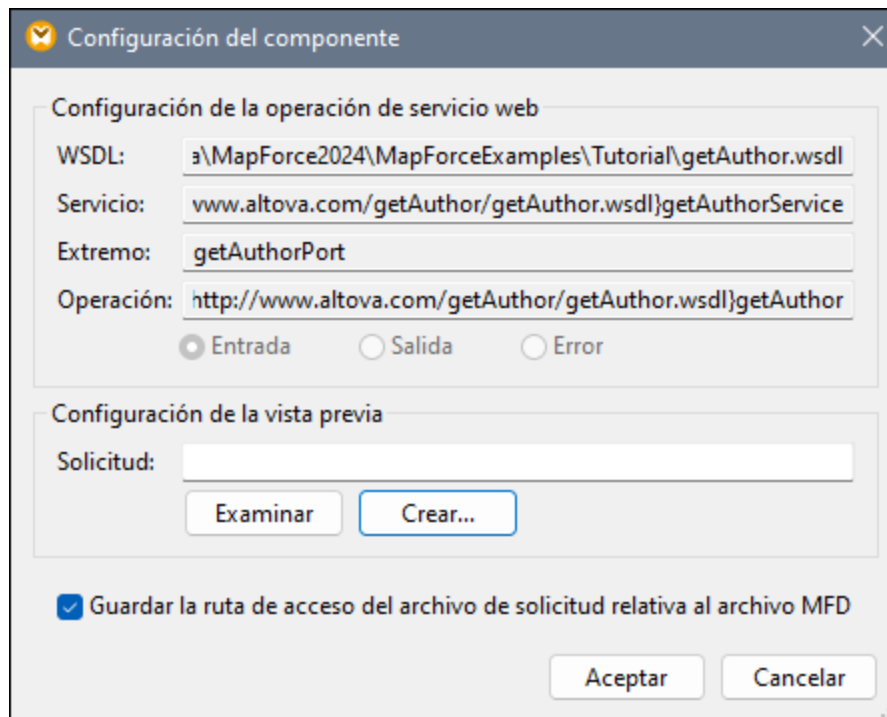 Configuración del componente
Configuración de la operación de servicio web
WSDL: a\MapForce2024\MapForceExamples\Tutorial\getAuthor.wsdl
Servicio: www.altova.com/getAuthor/getAuthor.wsdl}getAuthorService
Extremo: getAuthorPort
Operación: http://www.altova.com/getAuthor/getAuthor.wsdl}getAuthor
Entrada Salida Error
Configuración de la vista previa
Solicitud:
Examinar Crear...
Guardar la ruta de acceso del archivo de solicitud relativa al archivo MFD
Aceptar Cancelar